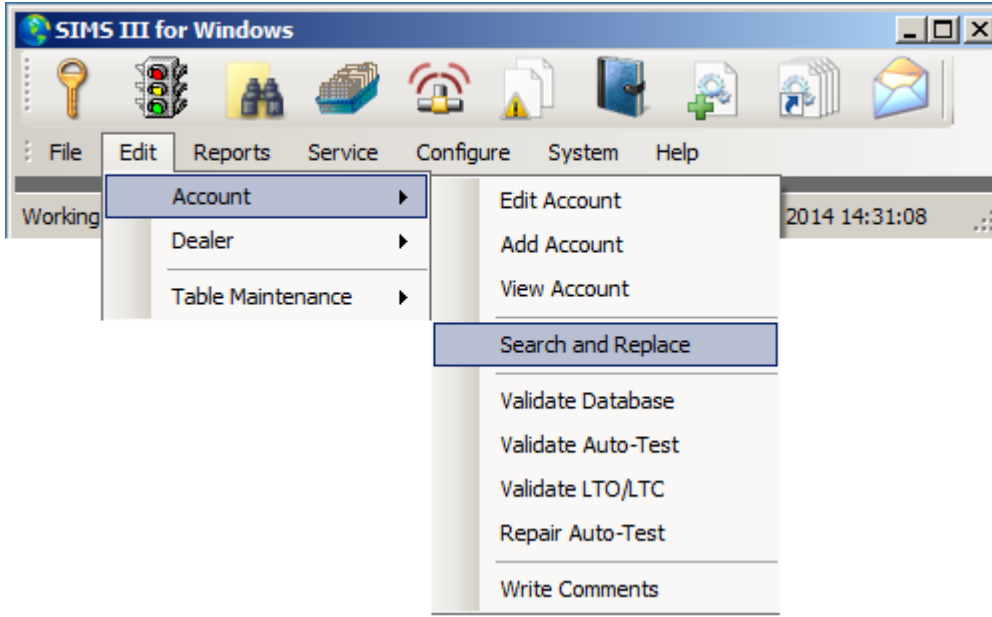 SIMS III for Windows
File Edit Reports Service Configure System Help
Working 2014 14:31:08
Account
Dealer
Table Maintenance
Edit Account
Add Account
View Account
Search and Replace
Validate Database
Validate Auto-Test
Validate LTO/LTC
Repair Auto-Test
Write Comments